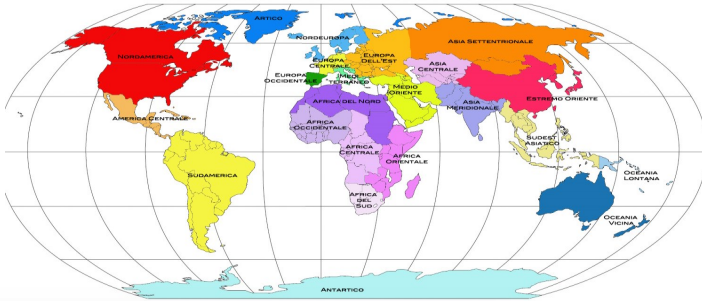 ARTICO
NORDEUROPA
NORDAMERICA
ASIA SETTENTRIONALE
EUROPA
CENTRALE
EUROPA
DELL'EST
ASIA
CENTRALE
EUROPA
OCCIDENTALE
MEDI
TERRANEO
MEDIO
ORIENTE
ESTREMO ORIENTE
AFRICA DEL NORD
ASIA
MERIDIONALE
AMERICA CENTRALE
AFRICA
OCCIDENTALE
SUDEST
ASIATICO
AFRICA
CENTRALE
AFRICA
ORIENTALE
SUDAMERICA
OCEANIA
LONTANA
AFRICA
DEL
SUD
OCEANIA
VICINA
ANTARTICO